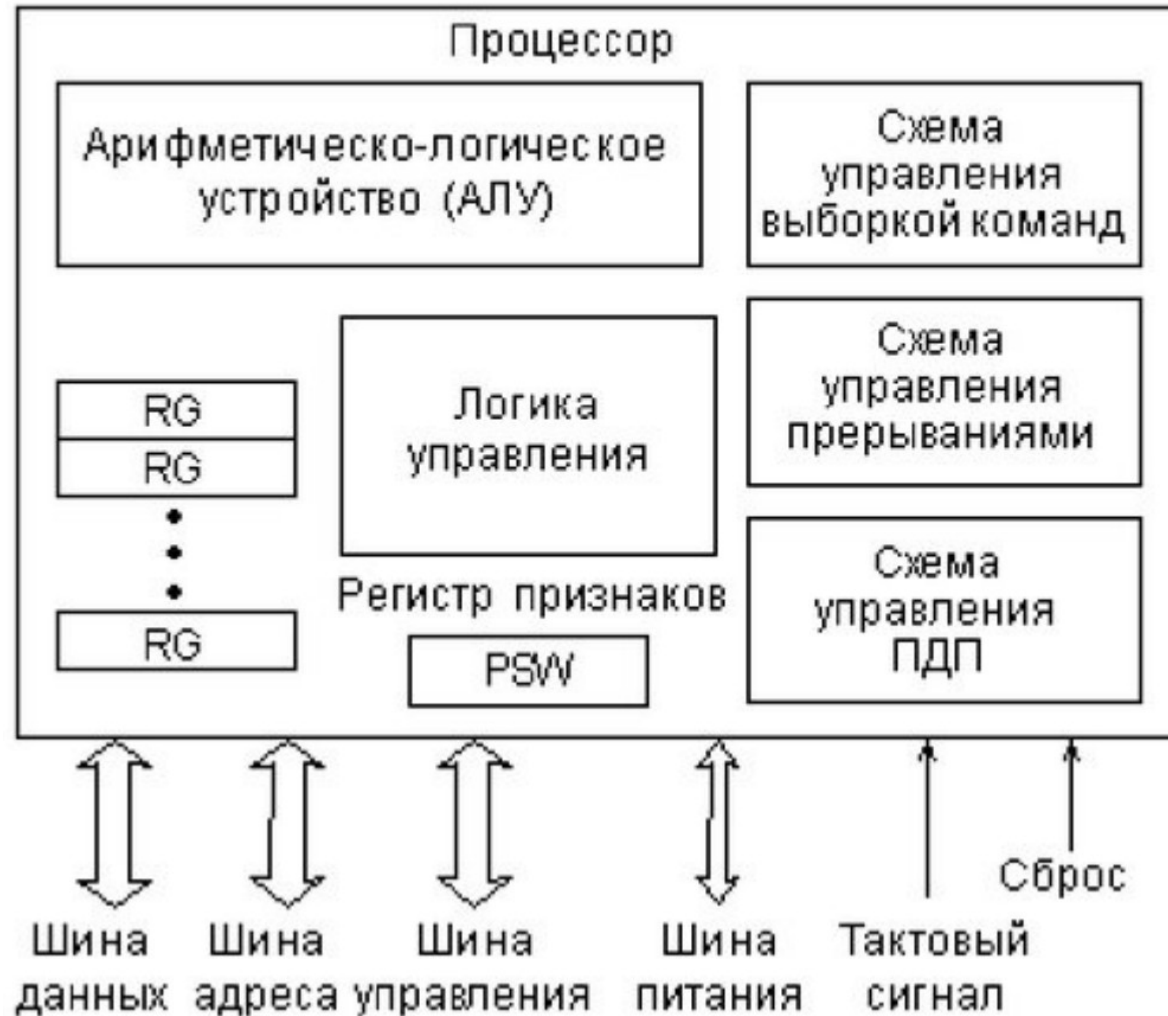 Процессор
Арифметическо-логическое
устройство (АЛУ)
Схема
управления
выборкой команд
RG
RG
RG
Логика
управления
Схема
управления
прерываниями
Регистр признаков
PSW
Схема
управления
ПДП
Шина
данных
Шина
адреса
Шина
управления
Шина
питания
Тактовый
сигнал
Сброс